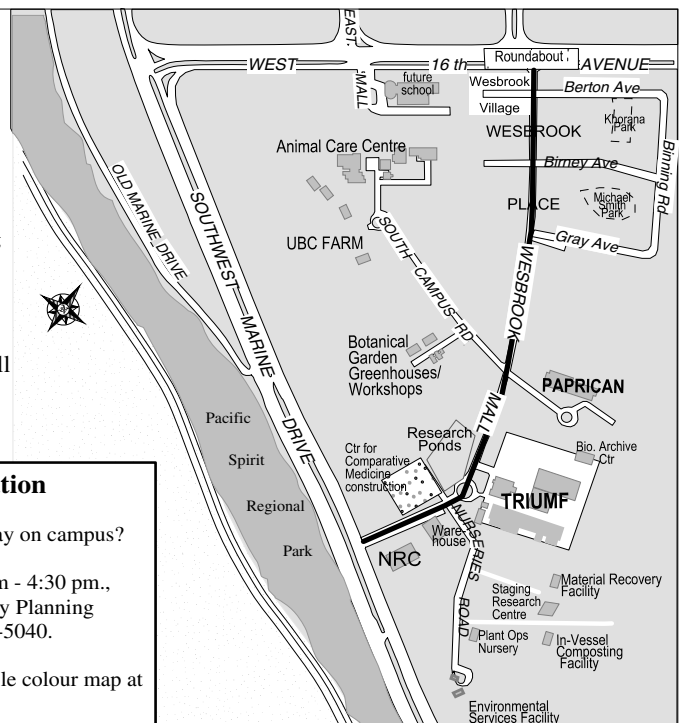 EAST
MALL
WEST
16 th
AVENUE
Roundabout
future
school
Wesbrook
Village
Berton Ave
Khorana
Park
WESBROOK
PLACE
Birney Ave
Binning Rd
Michael
Smith
Park
Gray Ave
Animal Care Centre
UBC FARM
OLD MARINE DRIVE
SOUTHWEST MARINE DRIVE
SOUTH CAMPUS RD
WESBROOK MALL
Botanical
Garden
Greenhouses/
Workshops
PAPRICAN
Research
Ponds
Bio. Archive
Ctr
Ctr for
Comparative
Medicine
construction
TRIUMF
Pacific
Spirit
Regional
Park
NRC
Ware-
house
NURSERIES ROAD
Staging
Research
Centre
Material Recovery
Facility
Plant Ops
Nursery
In-Vessel
Composting
Facility
Environmental
Services Facility
ll
tion
ay on campus?
m - 4:30 pm.,
y Planning
-5040.
le colour map at